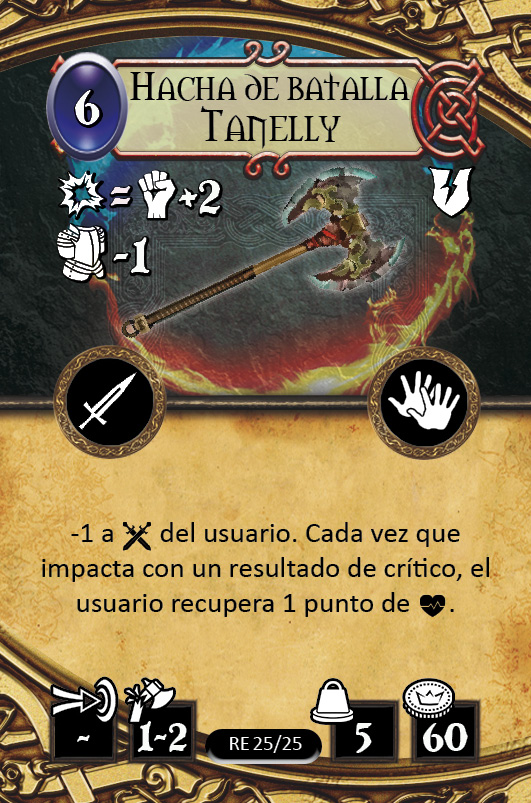 6
Hacha de batalla
Tanelly
= +2
-1
-1 a del usuario. Cada vez que
impacta con un resultado de crítico, el
usuario recupera 1 punto de .
- 1-2 RE 25/25 5 60